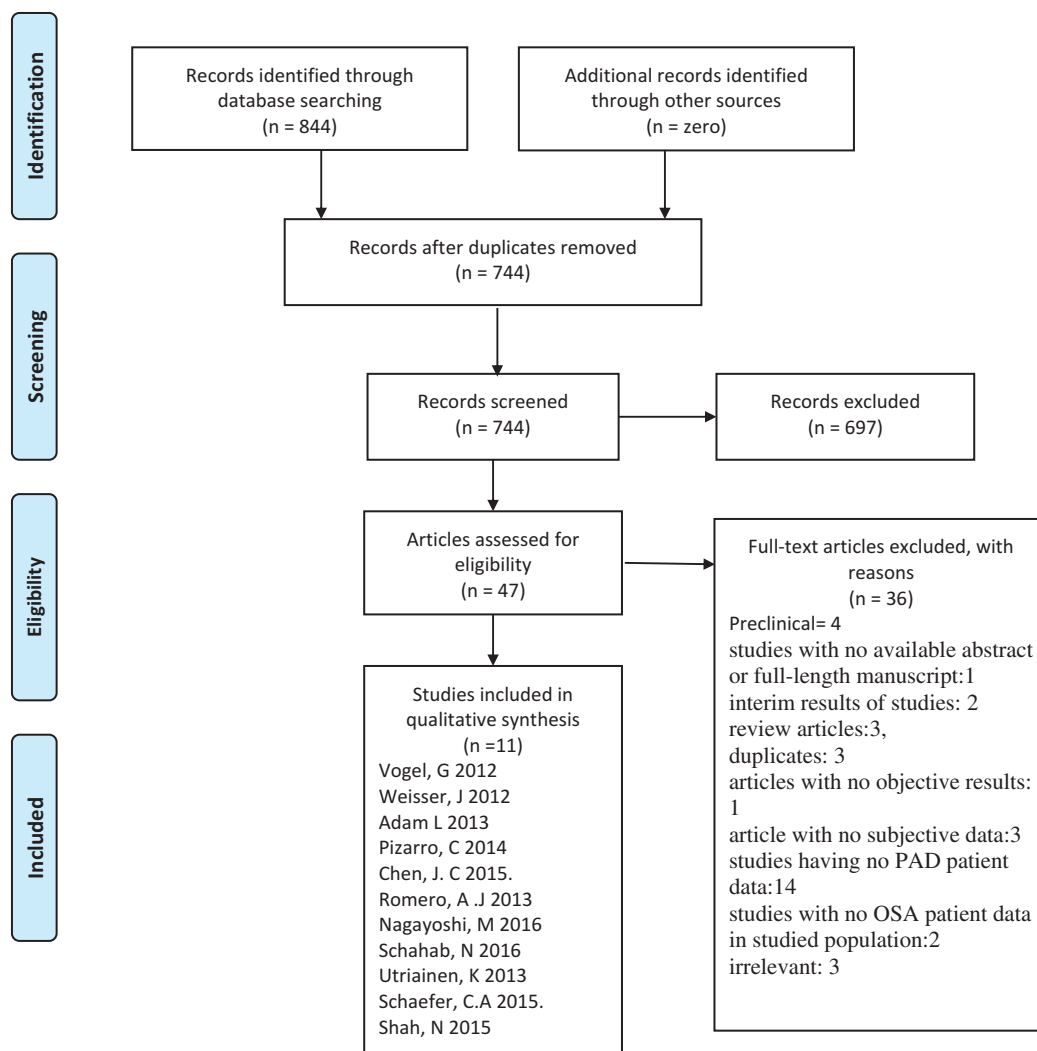 Identification
Records identified through
database searching
(n = 844)
Additional records identified
through other sources
(n = zero)
Records after duplicates removed
(n = 744)
Screening
Records screened
(n = 744)
Records excluded
(n = 697)
Eligibility
Articles assessed for
eligibility
(n = 47)
Full-text articles excluded, with
reasons
(n = 36)
Preclinical= 4
studies with no available abstract
or full-length manuscript:1
interim results of studies: 2
review articles:3,
duplicates: 3
articles with no objective results:
1
article with no subjective data:3
studies having no PAD patient
data:14
studies with no OSA patient data
in studied population:2
irrelevant: 3
Included
Studies included in
qualitative synthesis
(n =11)
Vogel, G 2012
Weisser, J 2012
Adam L 2013
Pizarro, C 2014
Chen, J. C 2015.
Romero, A .J 2013
Nagayoshi, M 2016
Schahab, N 2016
Utriainen, K 2013
Schaefer, C.A 2015.
Shah, N 2015